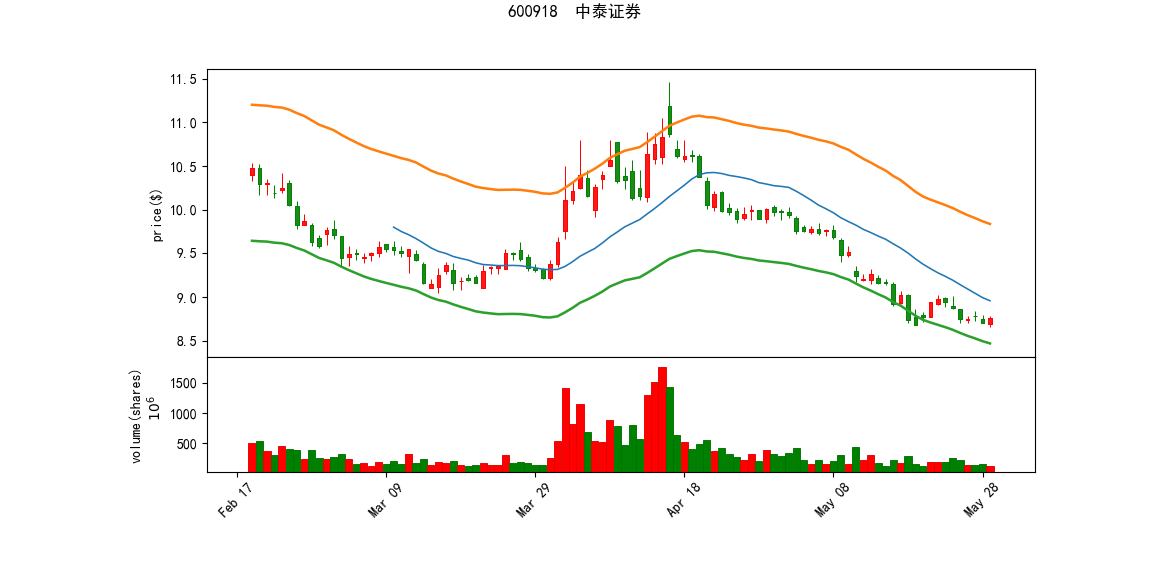 600918 中泰证券
price($)
11.5
11.0
10.5
10.0
9.5
9.0
8.5
volume(shares)
10^6
1500
1000
500
Feb 17
Mar 09
Mar 29
Apr 18
May 08
May 28